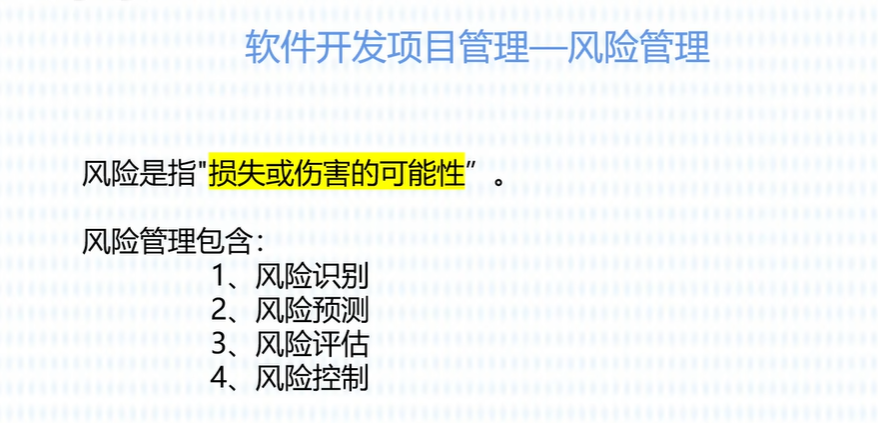 软件开发项目管理—风险管理
风险是指"损失或伤害的可能性”。
风险管理包含：
1、风险识别
2、风险预测
3、风险评估
4、风险控制